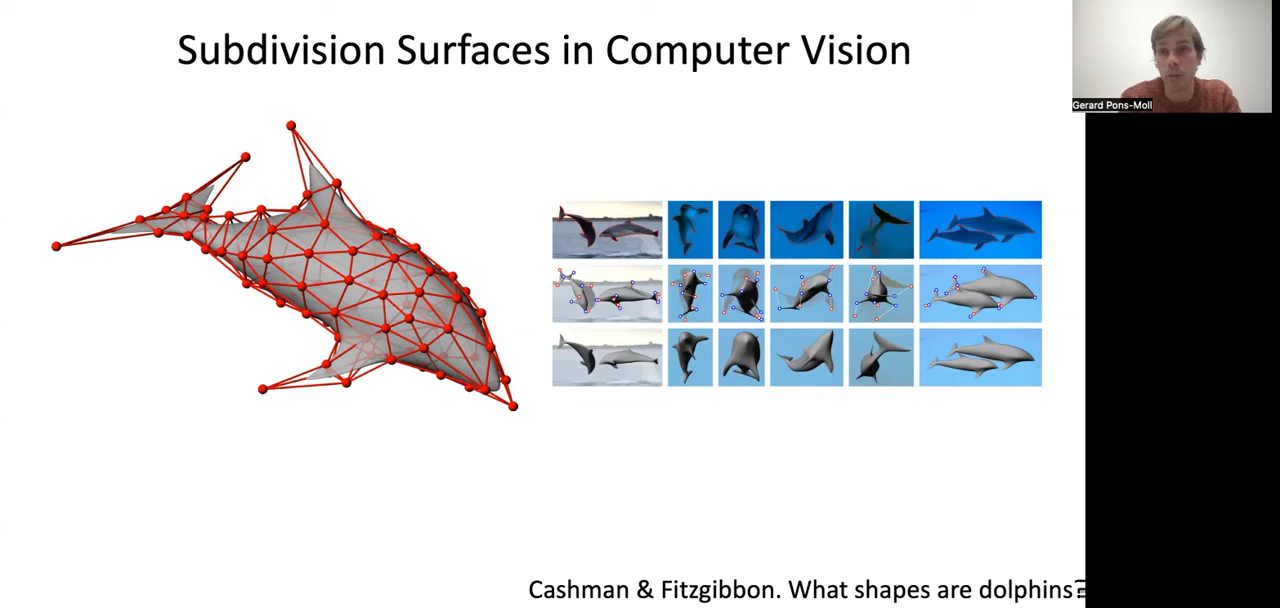 Subdivision Surfaces in Computer Vision
Gerard Pons-Moll
Cashman & Fitzgibbon. What shapes are dolphins?